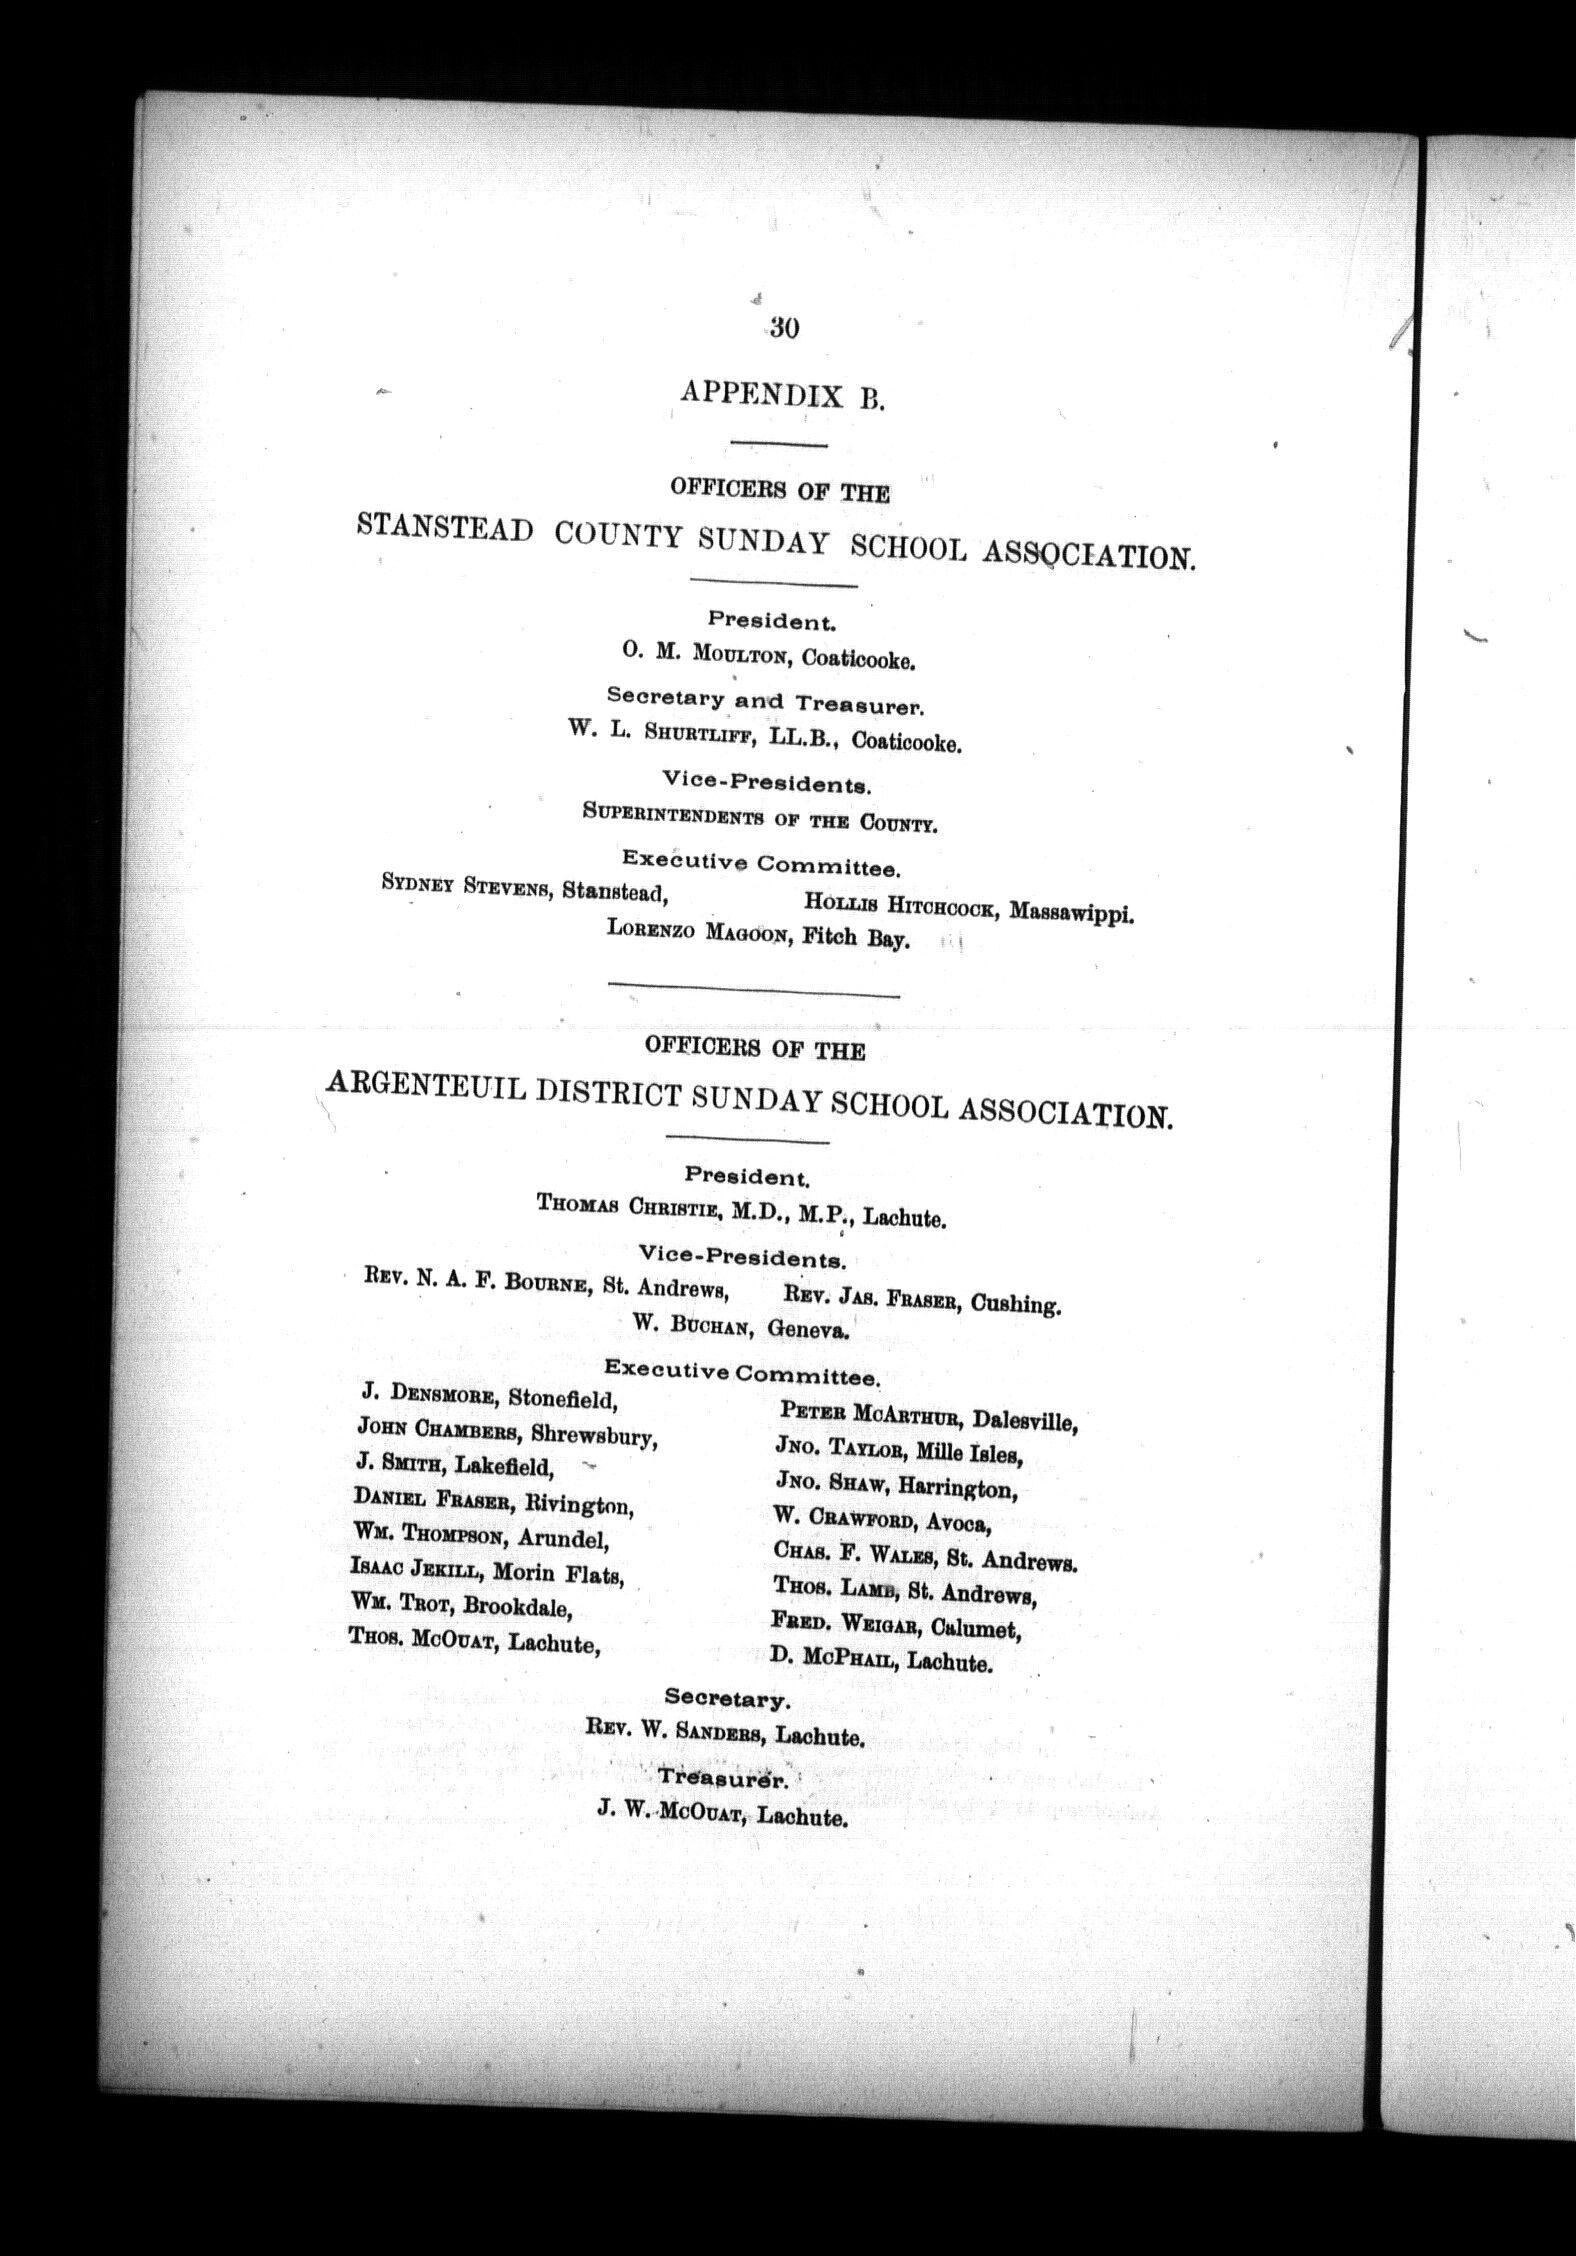 30
APPENDIX B.
OFFICERS OF THE
STANSTEAD COUNTY SUNDAY SCHOOL ASSOCIATION.
President.
O. M. MOULTON, Coaticooke.
Secretary and Treasurer.
W. L. SHURTLIFF, LL.B., Coaticooke.
Vice-Presidents.
SUPERINTENDENTS OF THE COUNTY.
Executive Committee.
SYDNEY STEVENS, Stanstead, HOLLIS HITCHCOCK, Massawippi.
LORENZO MAGOON, Fitch Bay.
OFFICERS OF THE
ARGENTEUIL DISTRICT SUNDAY SCHOOL ASSOCIATION.
President.
THOMAS CHRISTIE, M.D., M.P., Lachute.
Vice-Presidents.
REV. N. A. F. BOURNE, St. Andrews, REV. JAS. FRASER, Cushing.
W. BUCHAN, Geneva.
Executive Committee.
J. DENSMORE, Stonefield, PETER MCARTHUR, Dalesville,
JOHN CHAMBERS, Shrewsbury, JNO. TAYLOR, Mille Isles,
J. SMITH, Lakefield, JNO. SHAW, Harrington,
DANIEL FRASER, Rivington, W. CRAWFORD, Avoca,
WM. THOMPSON, Arundel, CHAS. F. WALES, St. Andrews.
ISAAC JEKILL, Morin Flats, THOS. LAMB, St. Andrews,
WM. TROT, Brookdale, FRED. WEIGAR, Calumet,
THOS. MCOUAT, Lachute, D. MCPHAIL, Lachute.
Secretary.
REV. W. SANDERS, Lachute.
Treasurer.
J. W. MCOUAT, Lachute.